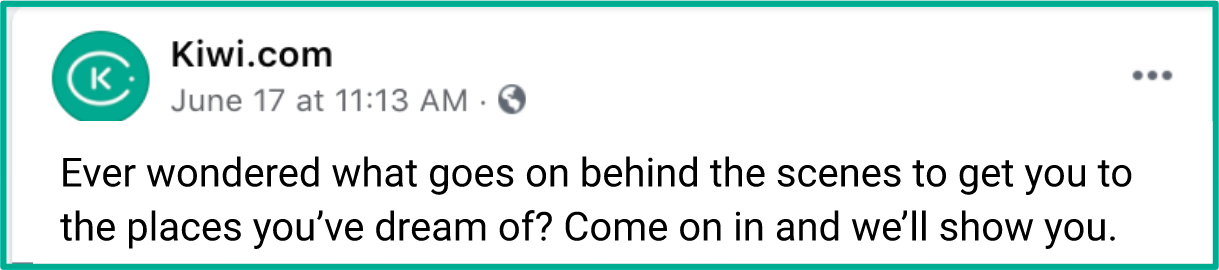 K
Kiwi.com
June 17 at 11:13 AM ·
Ever wondered what goes on behind the scenes to get you to
the places you’ve dream of? Come on in and we’ll show you.